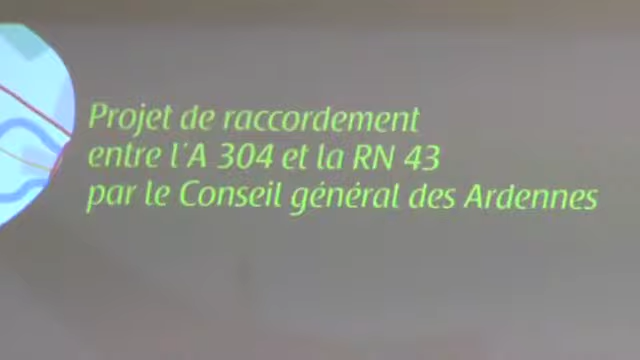 Projet de raccordement
entre l'A 304 et la RN 43
par le Conseil général des Ardennes